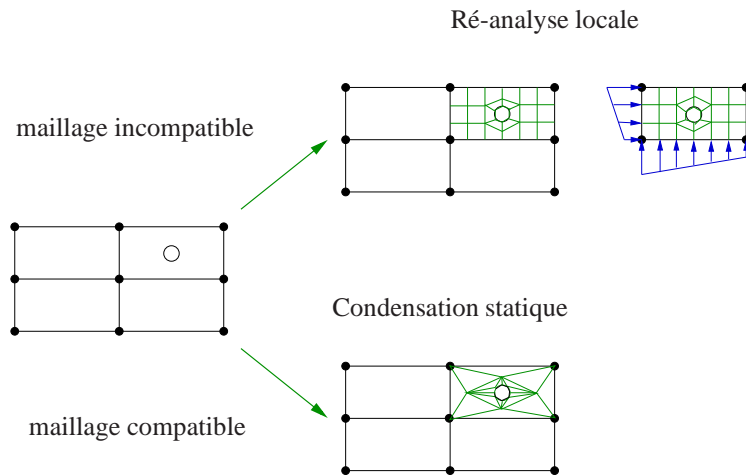 Ré-analyse locale
maillage incompatible
Condensation statique
maillage compatible